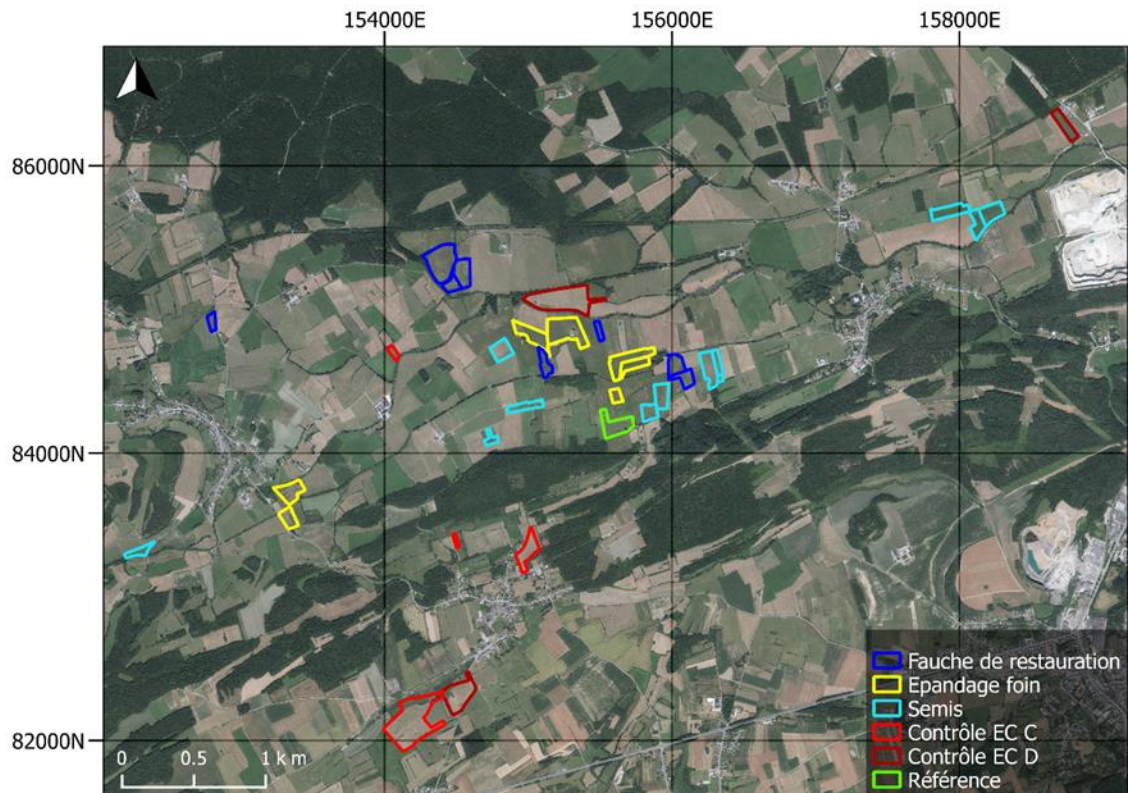 154000E 156000E 158000E
86000N
84000N
82000N
0 0.5 1 km
Fauche de restauration
Epandage foin
Semis
Contrôle EC C
Contrôle EC D
Référence